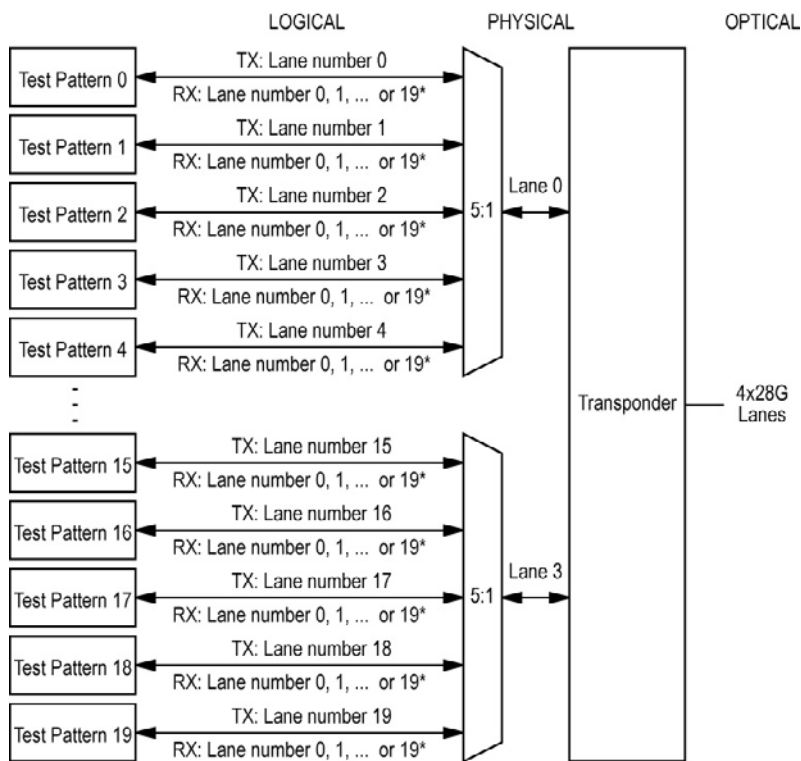 LOGICAL PHYSICAL OPTICAL
Test Pattern 0
TX: Lane number 0
RX: Lane number 0, 1, ... or 19*
Test Pattern 1
TX: Lane number 1
RX: Lane number 0, 1, ... or 19*
Test Pattern 2
TX: Lane number 2
RX: Lane number 0, 1, ... or 19*
Test Pattern 3
TX: Lane number 3
RX: Lane number 0, 1, ... or 19*
Test Pattern 4
TX: Lane number 4
RX: Lane number 0, 1, ... or 19*
5:1
Lane 0
Test Pattern 15
TX: Lane number 15
RX: Lane number 0, 1, ... or 19*
Test Pattern 16
TX: Lane number 16
RX: Lane number 0, 1, ... or 19*
Test Pattern 17
TX: Lane number 17
RX: Lane number 0, 1, ... or 19*
Test Pattern 18
TX: Lane number 18
RX: Lane number 0, 1, ... or 19*
Test Pattern 19
TX: Lane number 19
RX: Lane number 0, 1, ... or 19*
5:1
Lane 3
Transponder
4x28G
Lanes